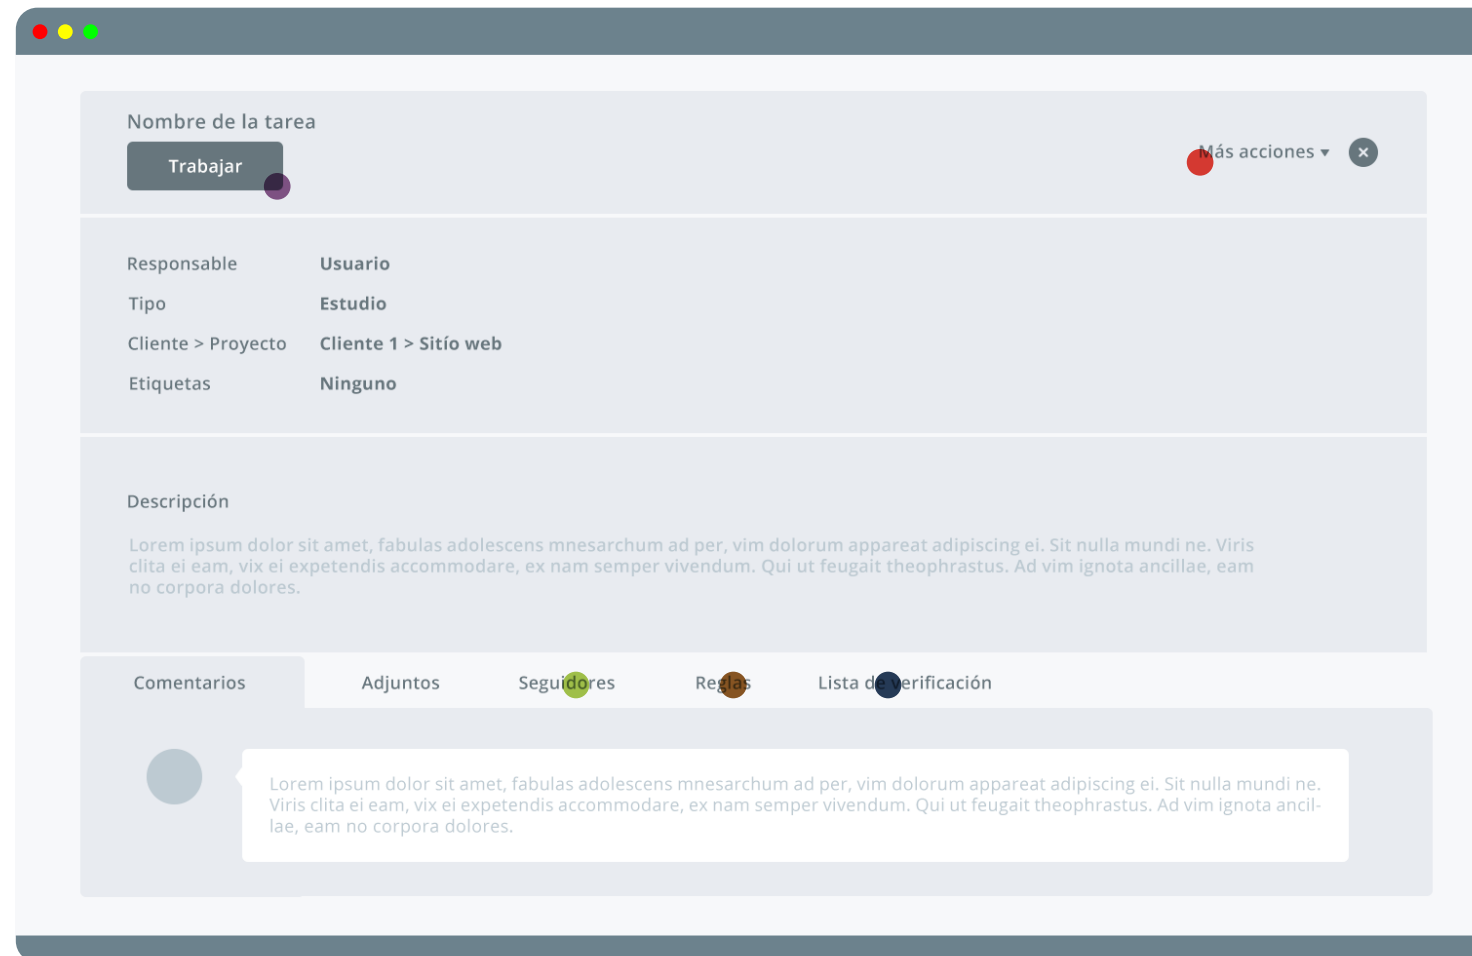 Nombre de la tarea
Trabajar
Más acciones
Responsable Usuario
Tipo Estudio
Cliente > Proyecto Cliente 1 > Sitío web
Etiquetas Ninguno
Descripción
Lorem ipsum dolor sit amet, fabulas adolescens mnesarchum ad per, vim dolorum appareat adipiscing ei. Sit nulla mundi ne. Viris
clita ei eam, vix ei expetendis accommodare, ex nam semper vivendum. Qui ut feugait theophrastus. Ad vim ignota ancillae, eam
no corpora dolores.
Comentarios Adjuntos Seguidores Reglas Lista de verificación
Lorem ipsum dolor sit amet, fabulas adolescens mnesarchum ad per, vim dolorum appareat adipiscing ei. Sit nulla mundi ne.
Viris clita ei eam, vix ei expetendis accommodare, ex nam semper vivendum. Qui ut feugait theophrastus. Ad vim ignota ancil-
lae, eam no corpora dolores.